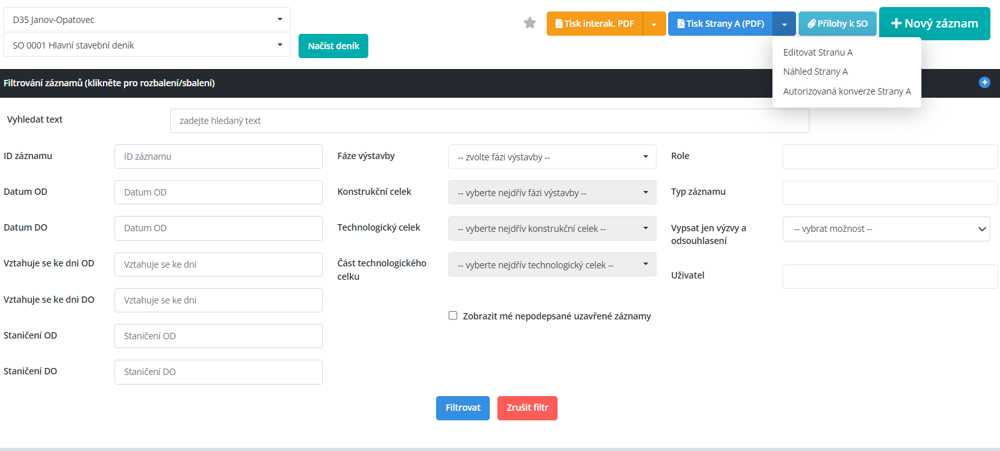 D35 Janov-Opatovec
SO 0001 Hlavní stavební deník
Načíst deník
Tisk interak. PDF
Tisk Strany A (PDF)
Přílohy k SO
Nový záznam
Editovat Stranu A
Náhled Strany A
Autorizovaná konverze Strany A
Filtrování záznamů (klikněte pro rozbalení/sbalení)
Vyhledat text
zadejte hledaný text
ID záznamu
ID záznamu
Fáze výstavby
-- zvolte fázi výstavby --
Role
Datum OD
Datum OD
Konstrukční celek
-- vyberte nejdřív fázi výstavby --
Typ záznamu
Datum DO
Datum OD
Technologický celek
-- vyberte nejdřív konstrukční celek --
Vypsat jen výzvy a
odsouhlasení
-- vybrat možnost --
Vztahuje se ke dni OD
Vztahuje se ke dni
Část technologického
celku
-- vyberte nejdřív technologický celek --
Uživatel
Vztahuje se ke dni DO
Vztahuje se ke dni
Zobrazit mé nepodepsané uzavřené záznamy
Staničení OD
Staničení OD
Staničení DO
Staničení DO
Filtrovat
Zrušit filtr